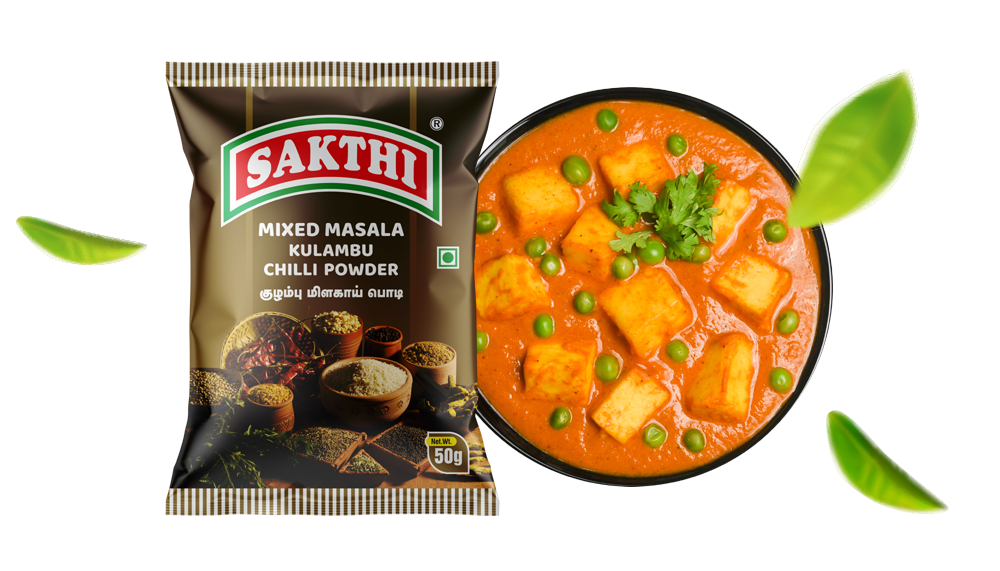 ®
SAKTHI
MIXED MASALA
KULAMBU
CHILLI POWDER
குழம்பு மிளகாய் பொடி
Net.Wt.
50g